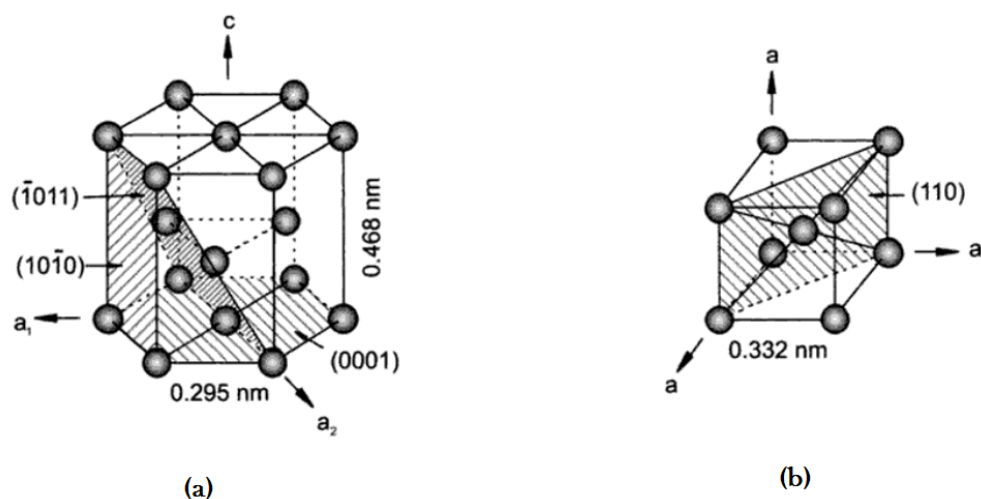 c
(1̄011)
(101̄0)
a₁
0.468 nm
(0001)
0.295 nm
a₂
(a)
a
(110)
a
0.332 nm
a
(b)